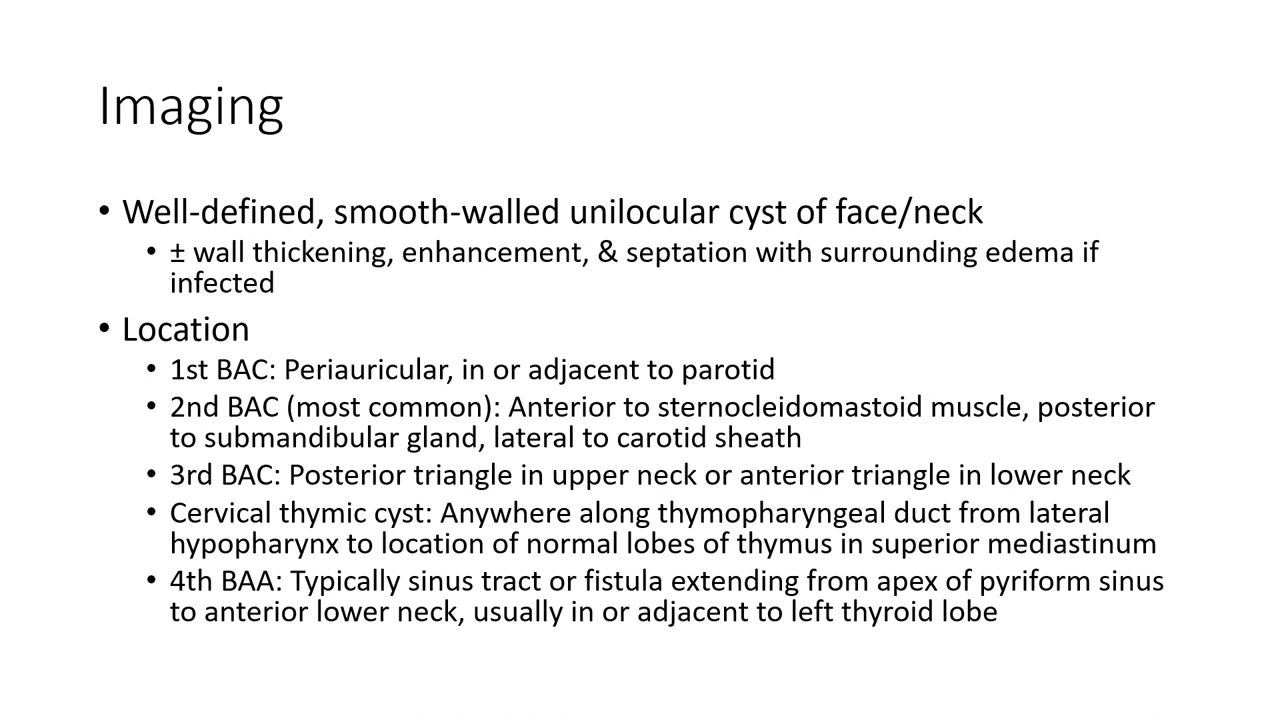 Imaging
• Well-defined, smooth-walled unilocular cyst of face/neck
• ± wall thickening, enhancement, & septation with surrounding edema if
infected
• Location
• 1st BAC: Periauricular, in or adjacent to parotid
• 2nd BAC (most common): Anterior to sternocleidomastoid muscle, posterior
to submandibular gland, lateral to carotid sheath
• 3rd BAC: Posterior triangle in upper neck or anterior triangle in lower neck
• Cervical thymic cyst: Anywhere along thymopharyngeal duct from lateral
hypopharynx to location of normal lobes of thymus in superior mediastinum
• 4th BAA: Typically sinus tract or fistula extending from apex of pyriform sinus
to anterior lower neck, usually in or adjacent to left thyroid lobe